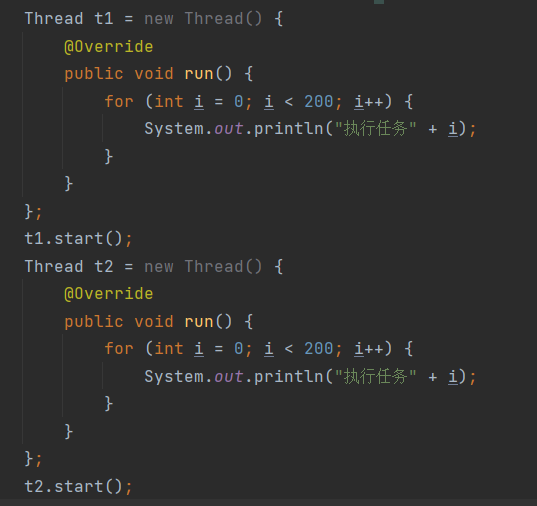 Thread t1 = new Thread() {
@Override
public void run() {
for (int i = 0; i < 200; i++) {
System.out.println("执行任务" + i);
}
}
};
t1.start();
Thread t2 = new Thread() {
@Override
public void run() {
for (int i = 0; i < 200; i++) {
System.out.println("执行任务" + i);
}
}
};
t2.start();